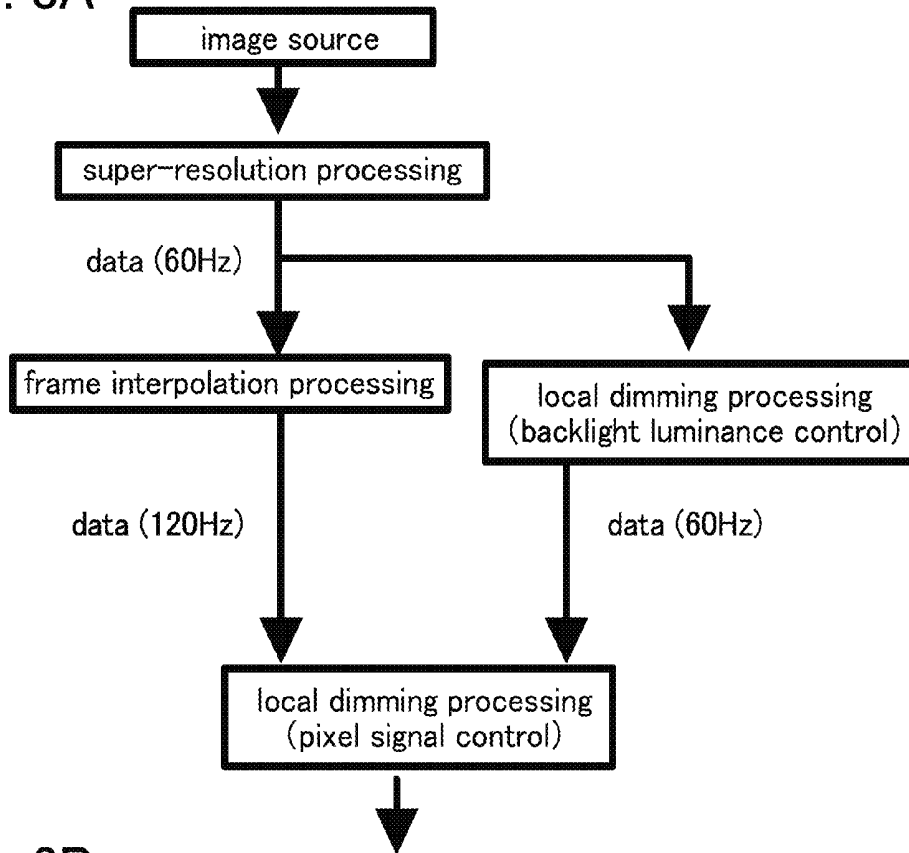 image source
super-resolution processing
data (60Hz)
frame interpolation processing
local dimming processing
(backlight luminance control)
data (120Hz)
data (60Hz)
local dimming processing
(pixel signal control)